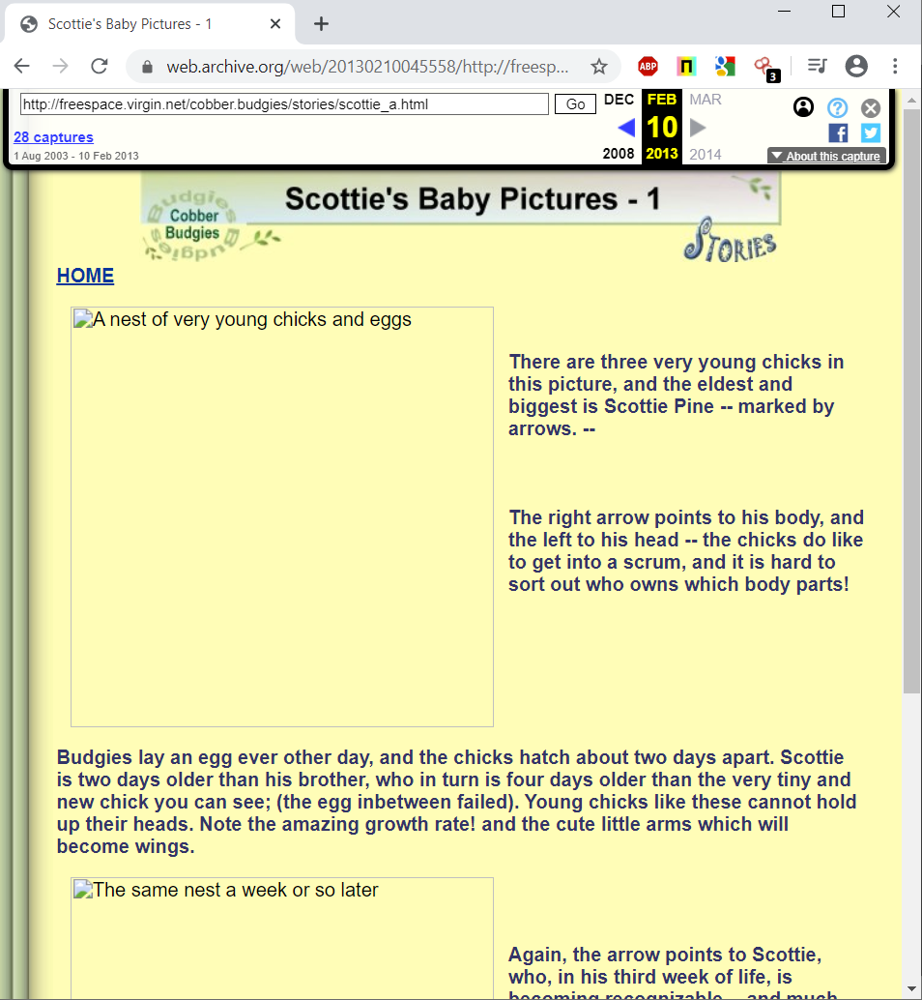 Scottie's Baby Pictures - 1
web.archive.org/web/20130210045558/http://freesp...
ABP
3
http://freespace.virgin.net/cobber.budgies/stories/scottie_a.html
Go
DEC
FEB
MAR
28 captures
10
1 Aug 2003 - 10 Feb 2013
2008
2013
2014
About this capture
Budgies
Cobber
Budgies
Budgies
Scottie's Baby Pictures - 1
STORIES
HOME
A nest of very young chicks and eggs
There are three very young chicks in
this picture, and the eldest and
biggest is Scottie Pine -- marked by
arrows. --
The right arrow points to his body, and
the left to his head -- the chicks do like
to get into a scrum, and it is hard to
sort out who owns which body parts!
Budgies lay an egg ever other day, and the chicks hatch about two days apart. Scottie
is two days older than his brother, who in turn is four days older than the very tiny and
new chick you can see; (the egg inbetween failed). Young chicks like these cannot hold
up their heads. Note the amazing growth rate! and the cute little arms which will
become wings.
The same nest a week or so later
Again, the arrow points to Scottie,
who, in his third week of life, is
becoming recognizable -- and much